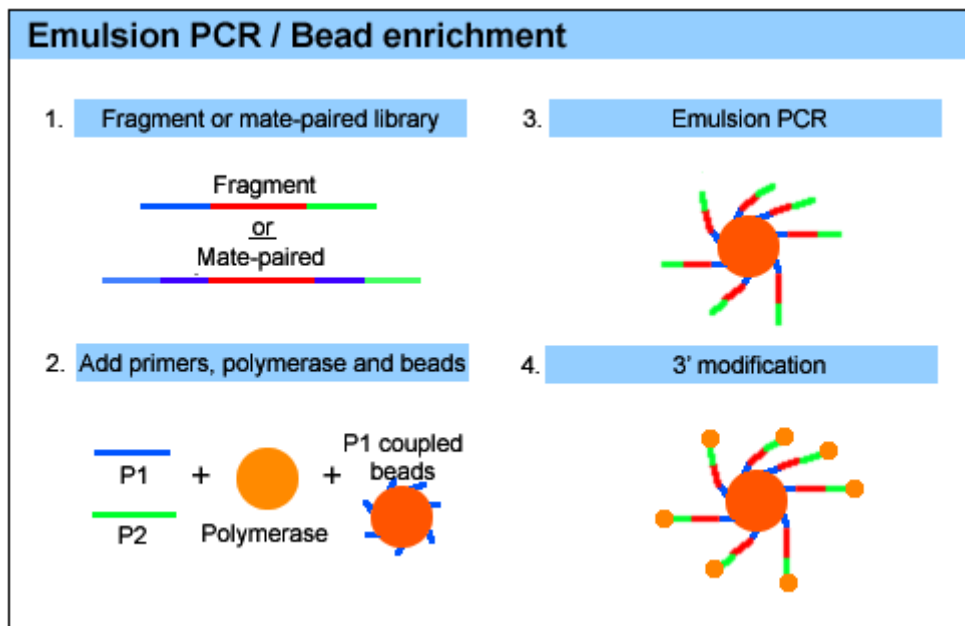 Emulsion PCR / Bead enrichment
1. Fragment or mate-paired library
Fragment
or
Mate-paired
2. Add primers, polymerase and beads
P1
+
P2
Polymerase
+
P1 coupled
beads
3. Emulsion PCR
4. 3' modification